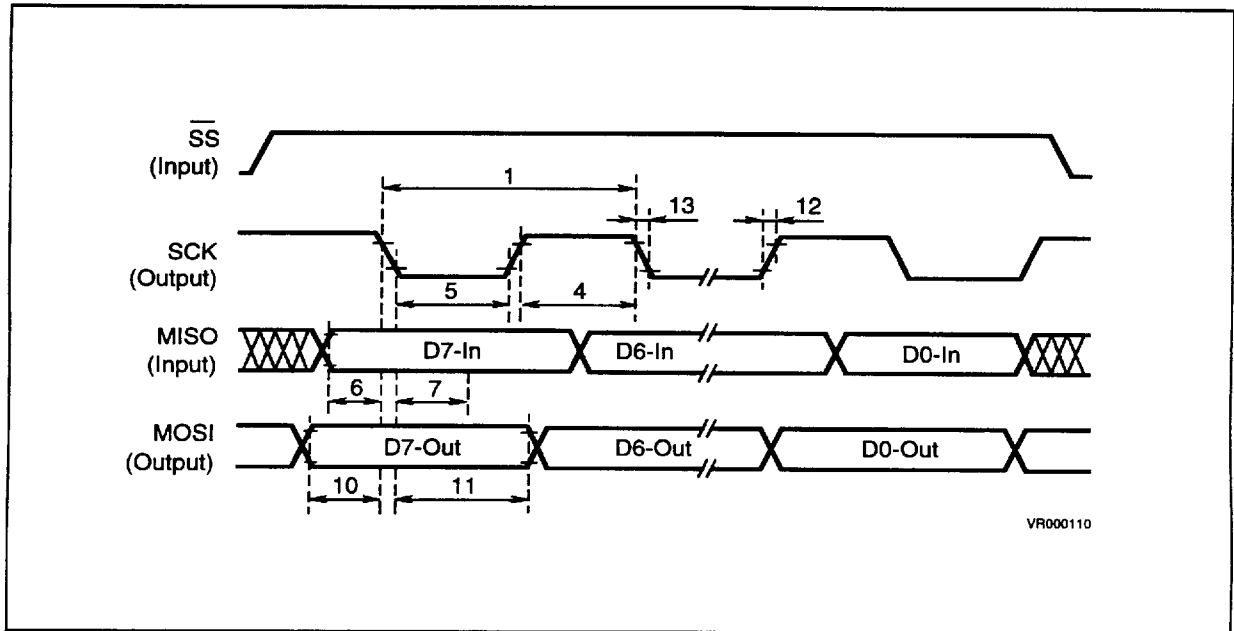 SS
(Input)
1
13
12
SCK
(Output)
5
4
MISO
(Input)
D7-In
D6-In
D0-In
6
7
MOSI
(Output)
D7-Out
D6-Out
D0-Out
10
11
VR000110